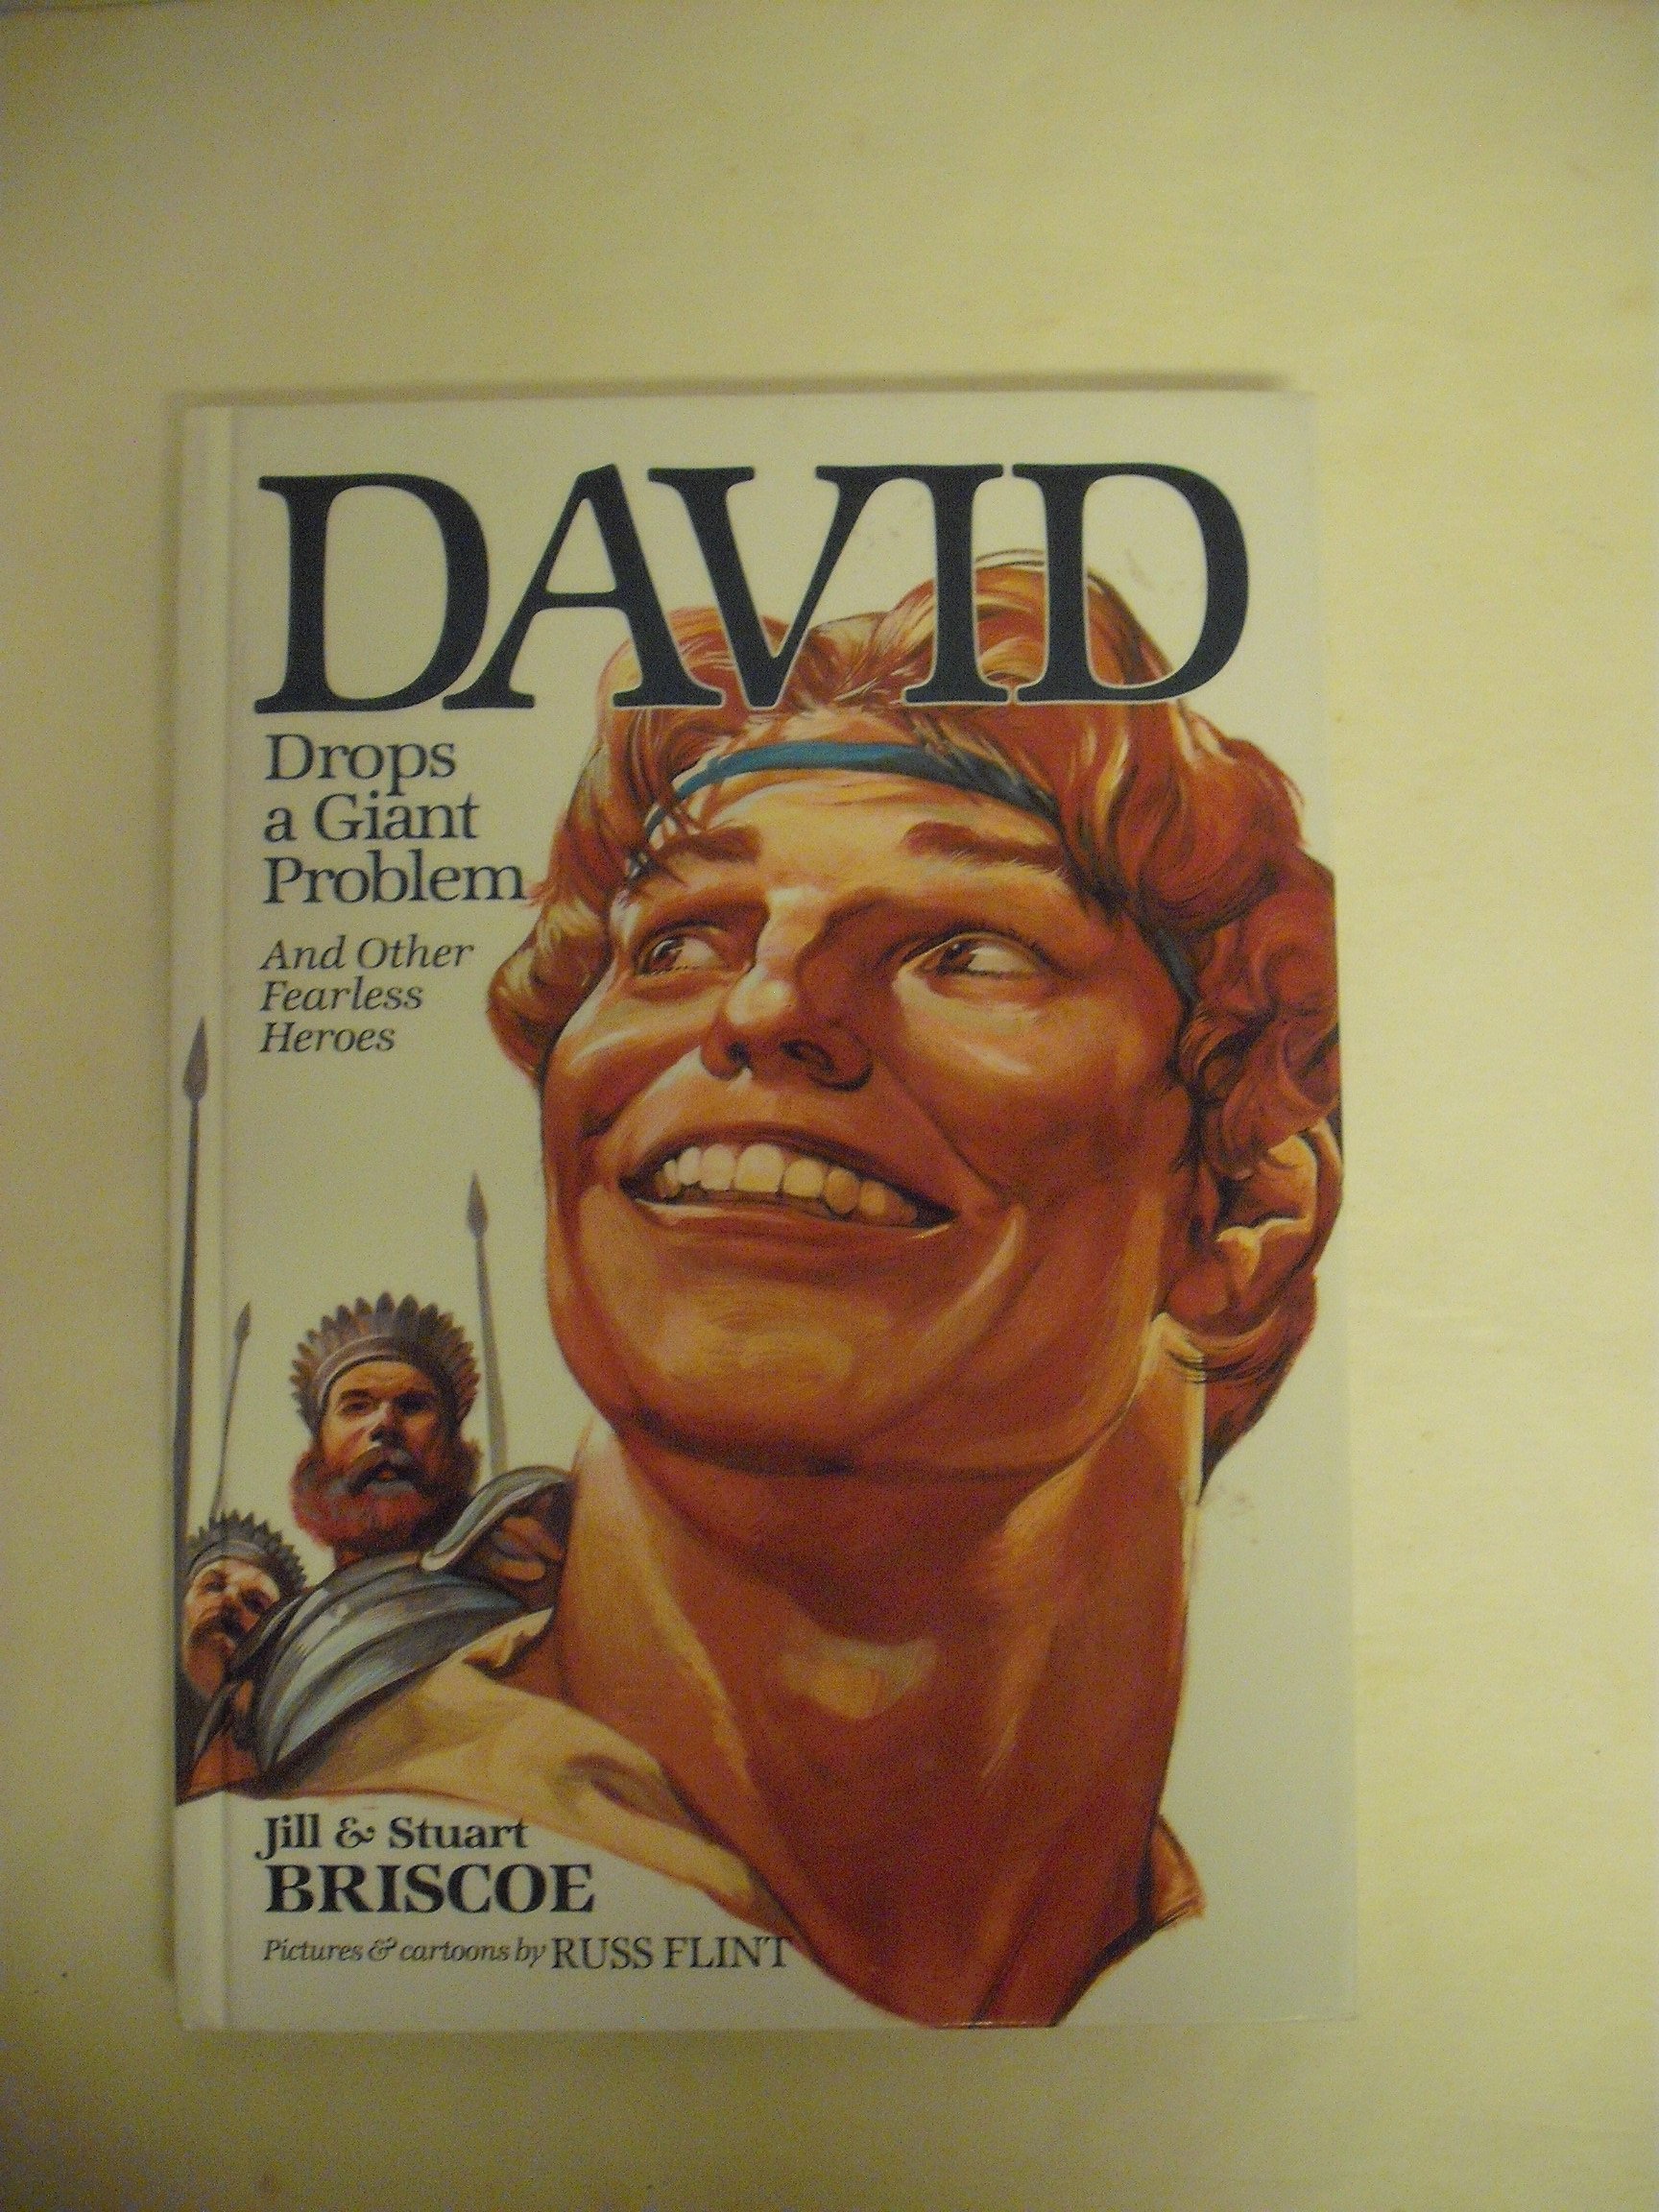 DAVID
Drops
a Giant
Problem
And Other
Fearless
Heroes
Jill & Stuart
BRISCOE
Pictures & cartoons by RUSS FLINT